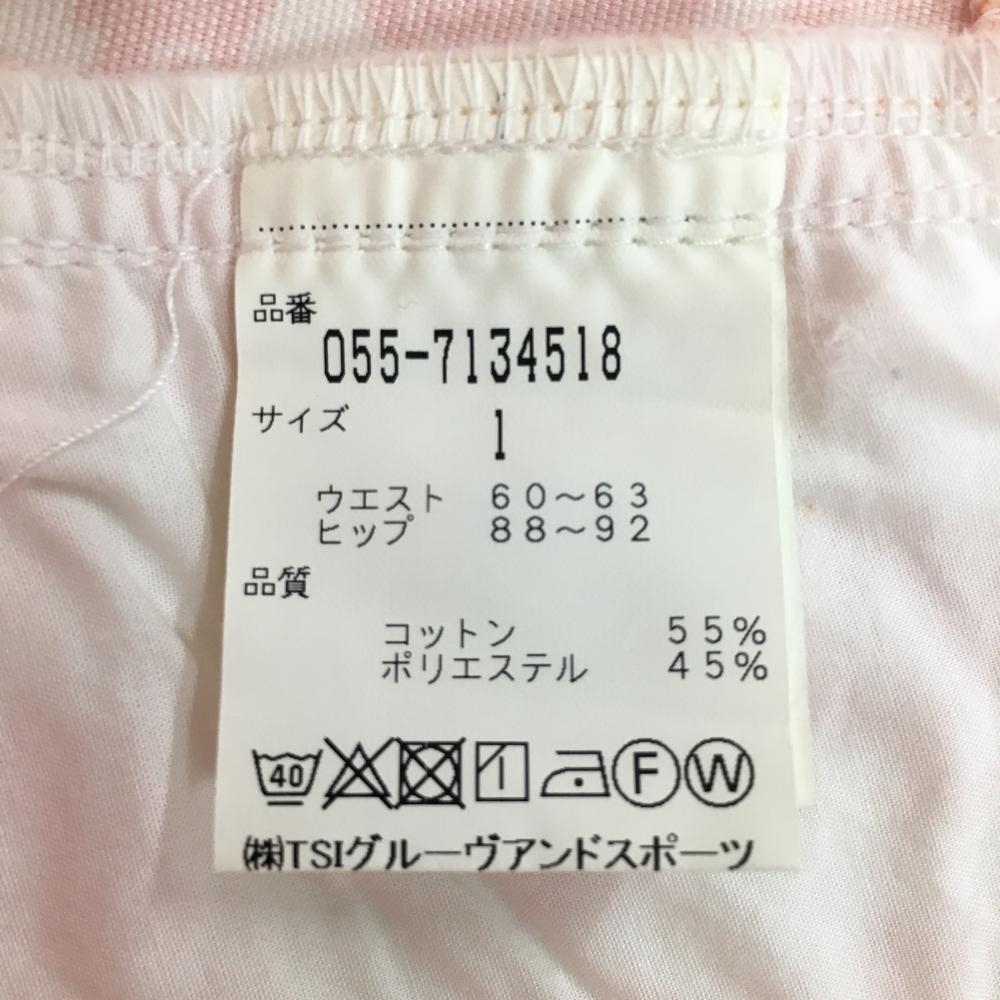 品番
055-7134518
サイズ 1
ウエスト 60～63
ヒップ 88～92
品質
コットン 55%
ポリエステル 45%
40 F W
㈱TSIグルーヴアンドスポーツ